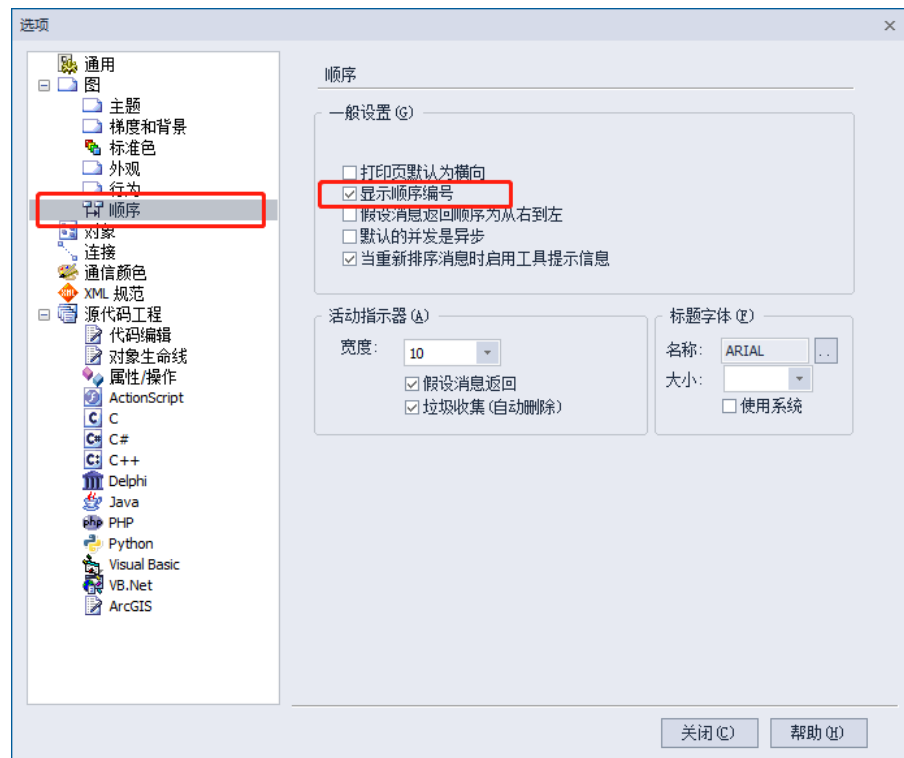 选项
通用
图
主题
梯度和背景
标准色
外观
行为
顺序
对象
连接
通信颜色
XML 规范
源代码工程
代码编辑
对象生命线
属性/操作
ActionScript
C
C#
C++
Delphi
Java
PHP
Python
Visual Basic
VB.Net
ArcGIS
顺序
一般设置(G)
打印页默认为横向
显示顺序编号
假设消息返回顺序为从右到左
默认的并发是异步
当重新排序消息时启用工具提示信息
活动指示器(A)
宽度: 10
假设消息返回
垃圾收集(自动删除)
标题字体(F)
名称: ARIAL ..
大小:
使用系统
关闭(C) 帮助(H)